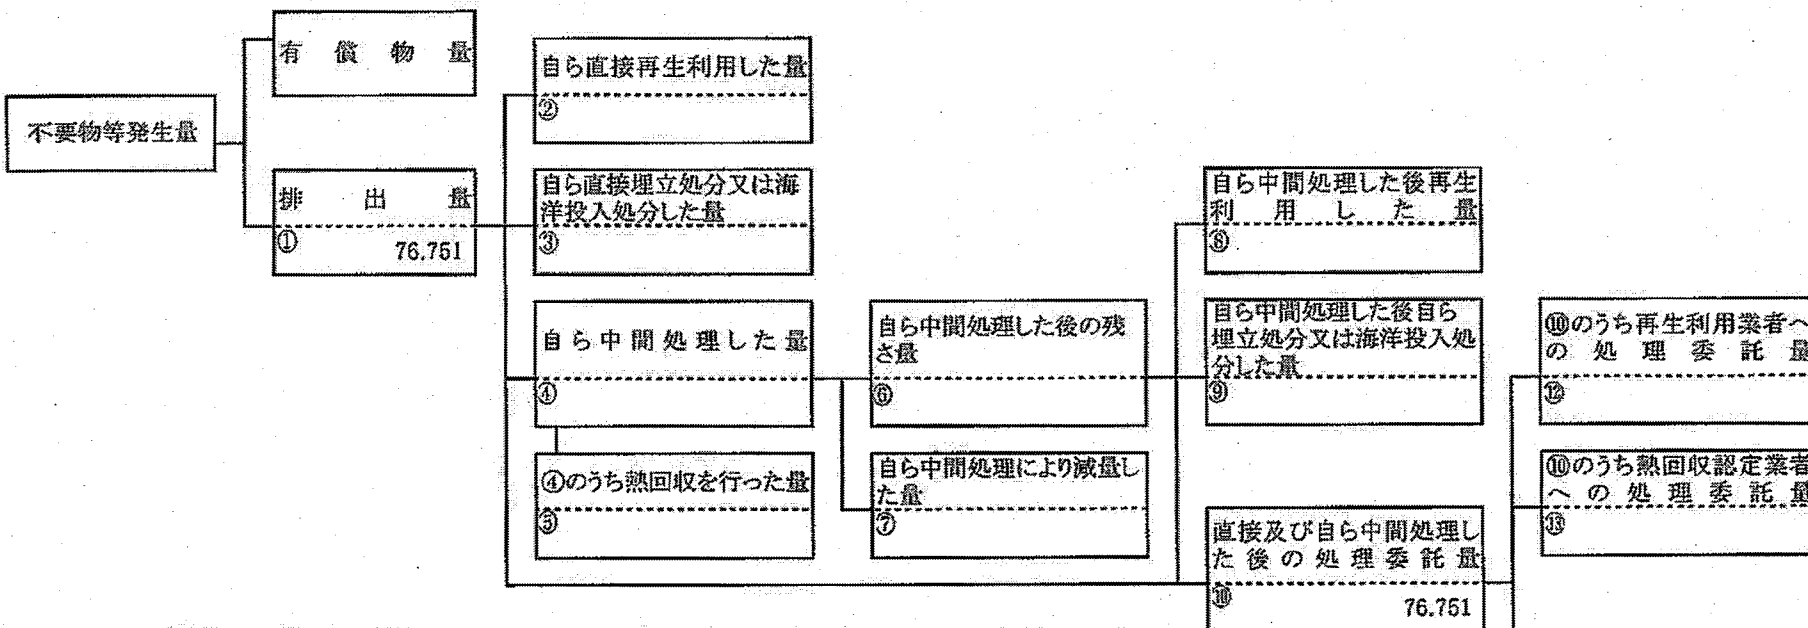 有償物量
不要物等発生量
排出量
①
76.751
自ら直接再生利用した量
②
自ら直接埋立処分又は海
洋投入処分した量
③
自ら中間処理した量
④
④のうち熱回収を行った量
⑤
自ら中間処理した後の残
さ量
⑥
自ら中間処理により減量し
た量
⑦
自ら中間処理した後再生
利用した量
⑧
自ら中間処理した後自ら
埋立処分又は海洋投入処
分した量
⑨
直接及び自ら中間処理し
た後の処理委託量
⑩
76.751
⑩のうち再生利用業者へ
の処理委託量
⑫
⑩のうち熱回収認定業者
への処理委託量
⑬